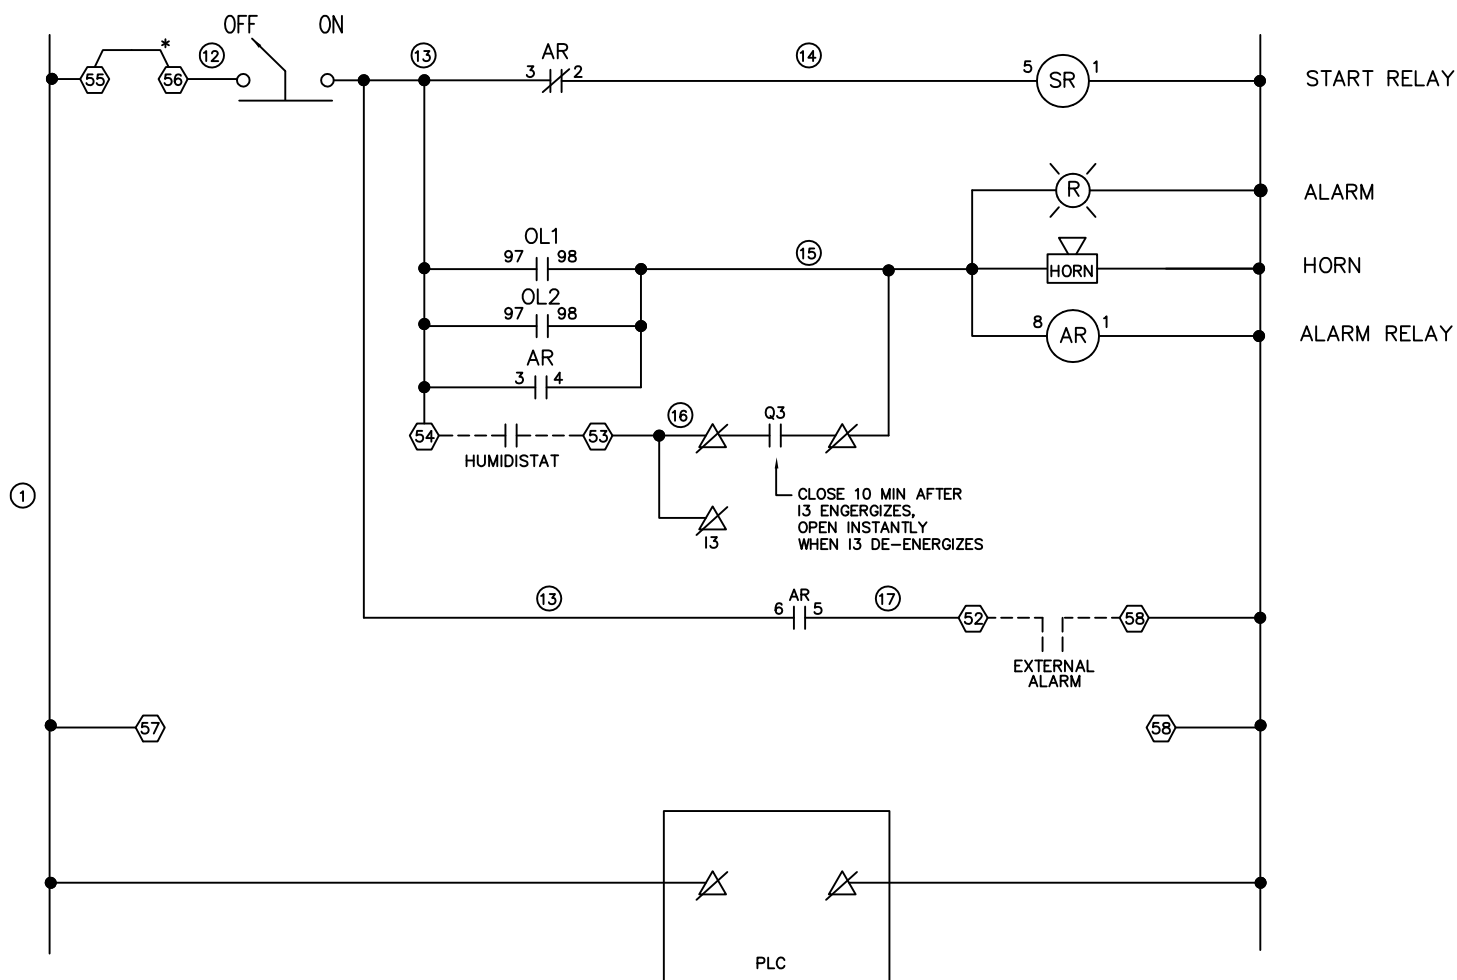 OFF ON
*
55 56 12 13 AR 3 2 14 5 SR 1 START RELAY
R ALARM
OL1
97 98 15 HORN HORN
OL2
97 98
8 AR 1 ALARM RELAY
AR
3 4
54 53 16 Q3
HUMIDISTAT
CLOSE 10 MIN AFTER
I3 ENGERGIZES,
OPEN INSTANTLY
WHEN I3 DE-ENERGIZES
I3
1
13 AR 6 5 17 52 58
EXTERNAL
ALARM
57 58
PLC